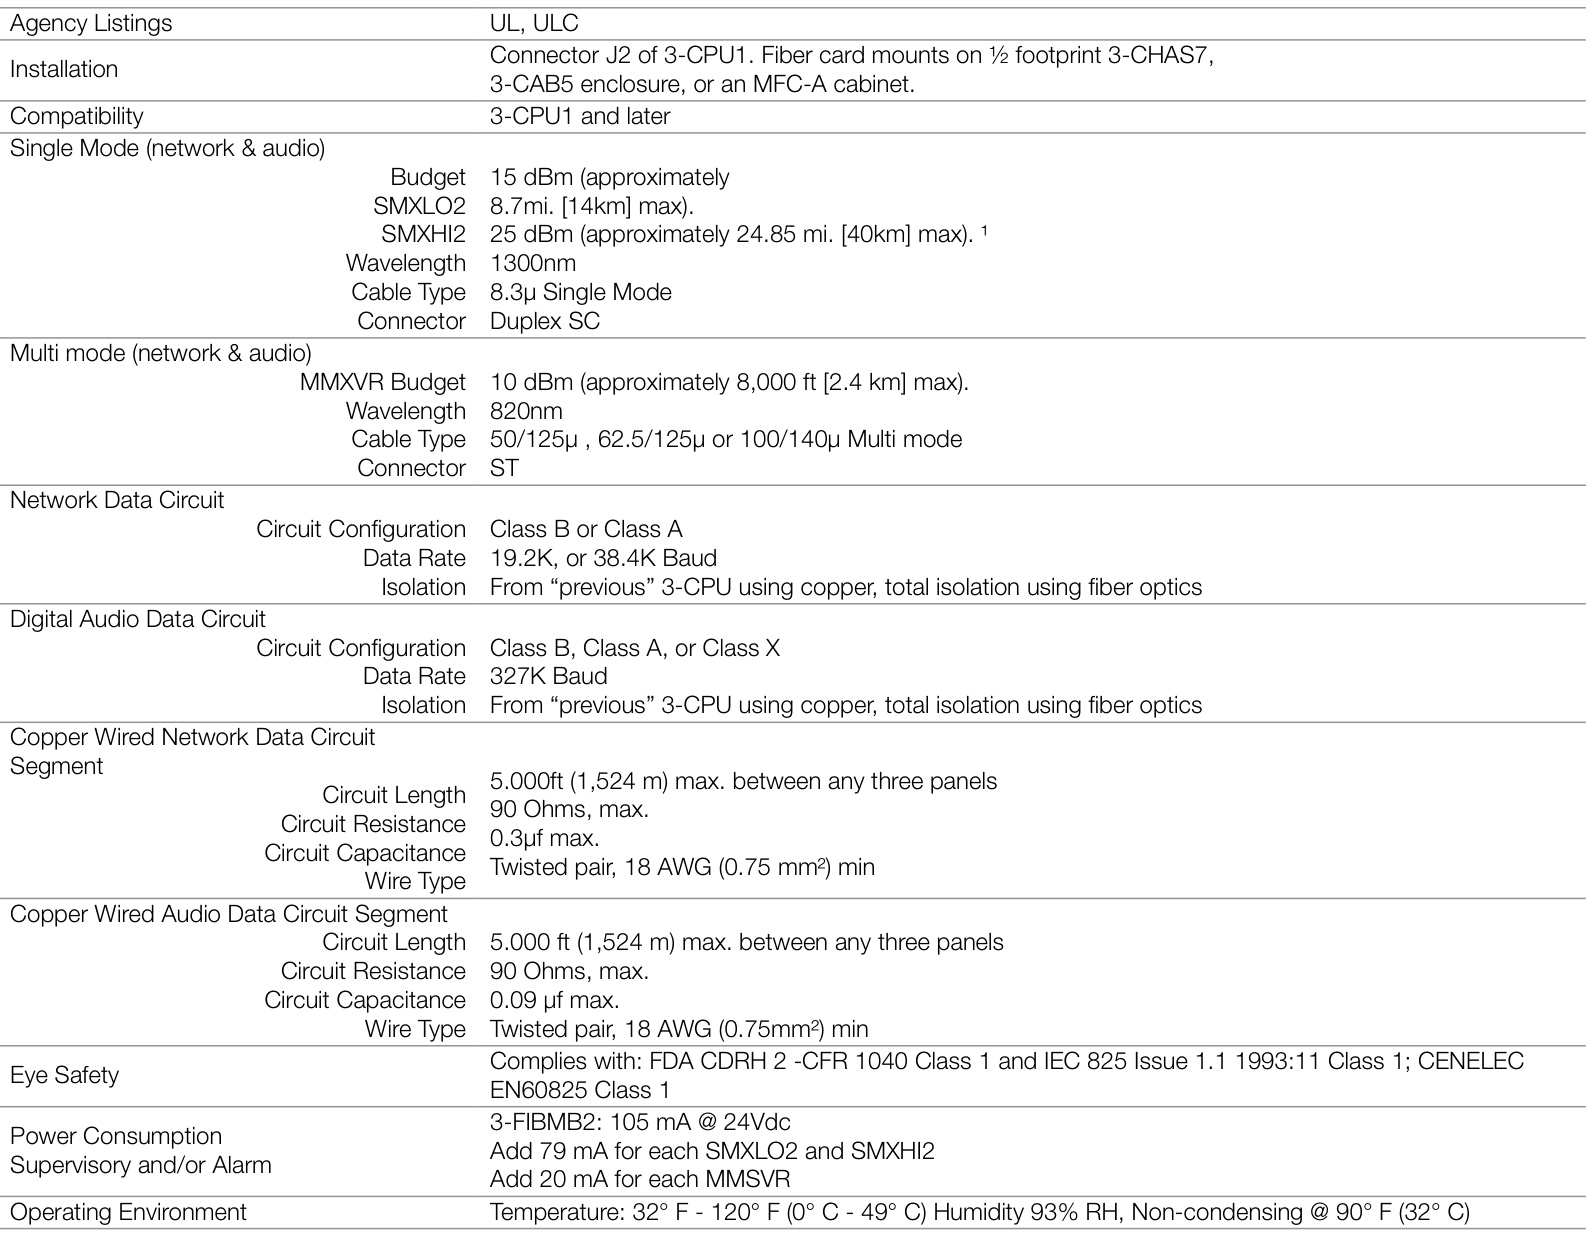 Agency Listings UL, ULC
Installation Connector J2 of 3-CPU1. Fiber card mounts on ½ footprint 3-CHAS7,
3-CAB5 enclosure, or an MFC-A cabinet.
Compatibility 3-CPU1 and later
Single Mode (network & audio)
Budget 15 dBm (approximately
SMXLO2 8.7mi. [14km] max).
SMXHI2 25 dBm (approximately 24.85 mi. [40km] max). ¹
Wavelength 1300nm
Cable Type 8.3µ Single Mode
Connector Duplex SC
Multi mode (network & audio)
MMXVR Budget 10 dBm (approximately 8,000 ft [2.4 km] max).
Wavelength 820nm
Cable Type 50/125µ , 62.5/125µ or 100/140µ Multi mode
Connector ST
Network Data Circuit
Circuit Configuration Class B or Class A
Data Rate 19.2K, or 38.4K Baud
Isolation From “previous” 3-CPU using copper, total isolation using fiber optics
Digital Audio Data Circuit
Circuit Configuration Class B, Class A, or Class X
Data Rate 327K Baud
Isolation From “previous” 3-CPU using copper, total isolation using fiber optics
Copper Wired Network Data Circuit
Segment
Circuit Length 5.000ft (1,524 m) max. between any three panels
Circuit Resistance 90 Ohms, max.
Circuit Capacitance 0.3µf max.
Wire Type Twisted pair, 18 AWG (0.75 mm²) min
Copper Wired Audio Data Circuit Segment
Circuit Length 5.000 ft (1,524 m) max. between any three panels
Circuit Resistance 90 Ohms, max.
Circuit Capacitance 0.09 µf max.
Wire Type Twisted pair, 18 AWG (0.75mm²) min
Eye Safety Complies with: FDA CDRH 2 -CFR 1040 Class 1 and IEC 825 Issue 1.1 1993:11 Class 1; CENELEC
EN60825 Class 1
Power Consumption
Supervisory and/or Alarm
3-FIBMB2: 105 mA @ 24Vdc
Add 79 mA for each SMXLO2 and SMXHI2
Add 20 mA for each MMSVR
Operating Environment Temperature: 32° F - 120° F (0° C - 49° C) Humidity 93% RH, Non-condensing @ 90° F (32° C)